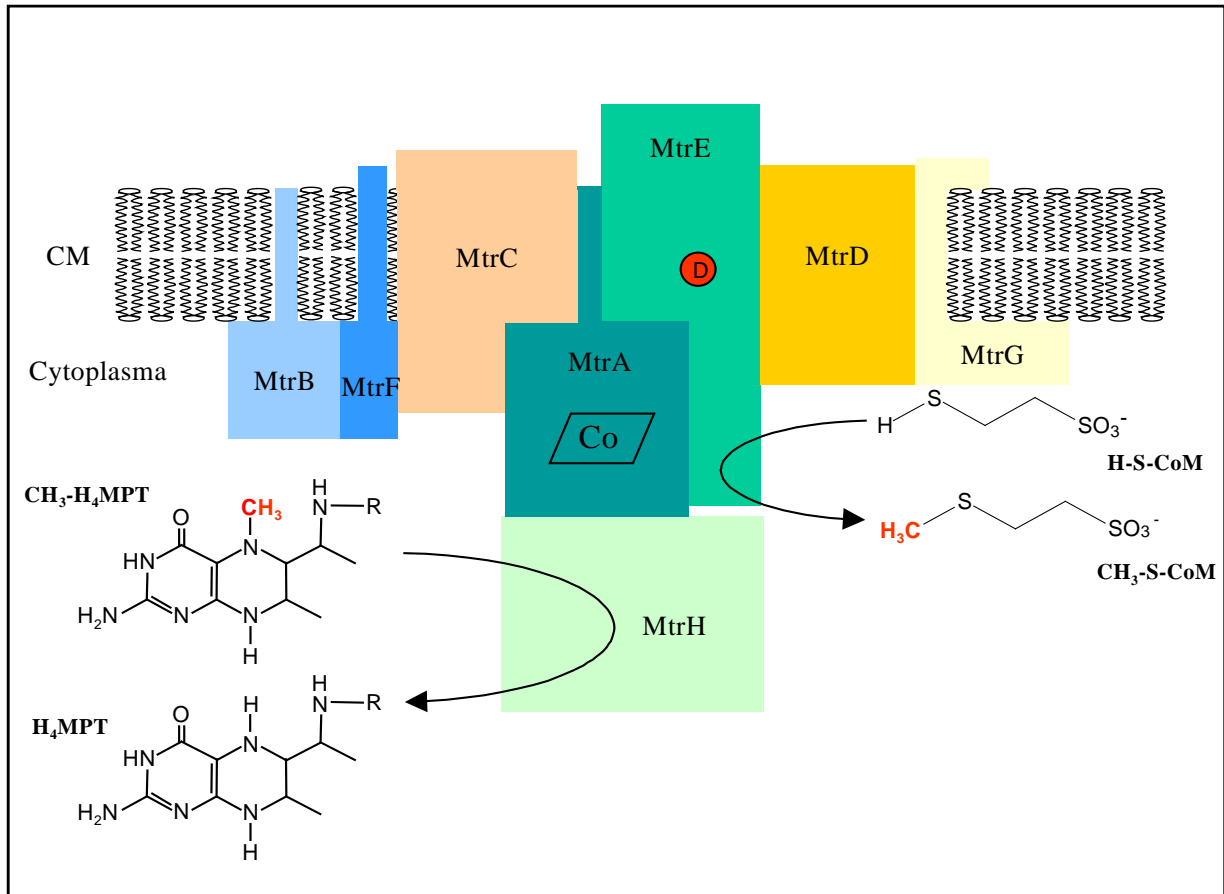 MtrE
CM
MtrC
D
MtrD
MtrG
Cytoplasma
MtrB
MtrF
MtrA
Co
H
S
SO3-
H-S-CoM
CH3-H4MPT
O
CH3
H
N
R
HN
N
H2N
N
N
H
MtrH
H3C
S
SO3-
CH3-S-CoM
H4MPT
O
H
H
N
R
HN
N
H2N
N
N
H